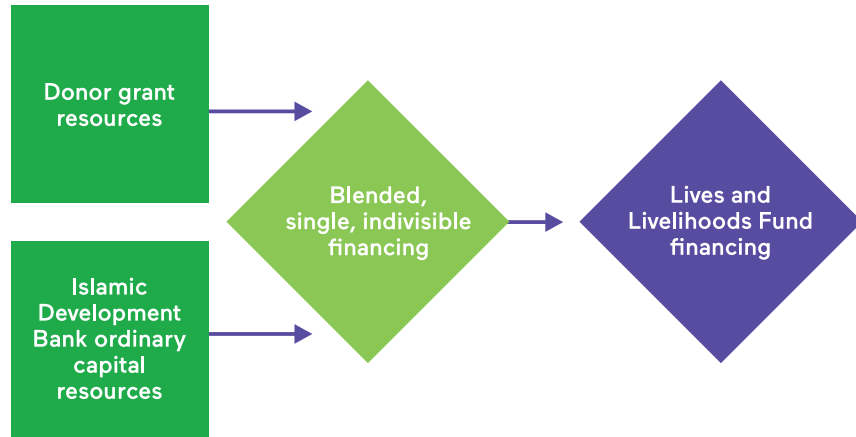 Donor grant
resources
Blended,
single, indivisible
financing
Lives and
Livelihoods Fund
financing
Islamic
Development
Bank ordinary
capital
resources